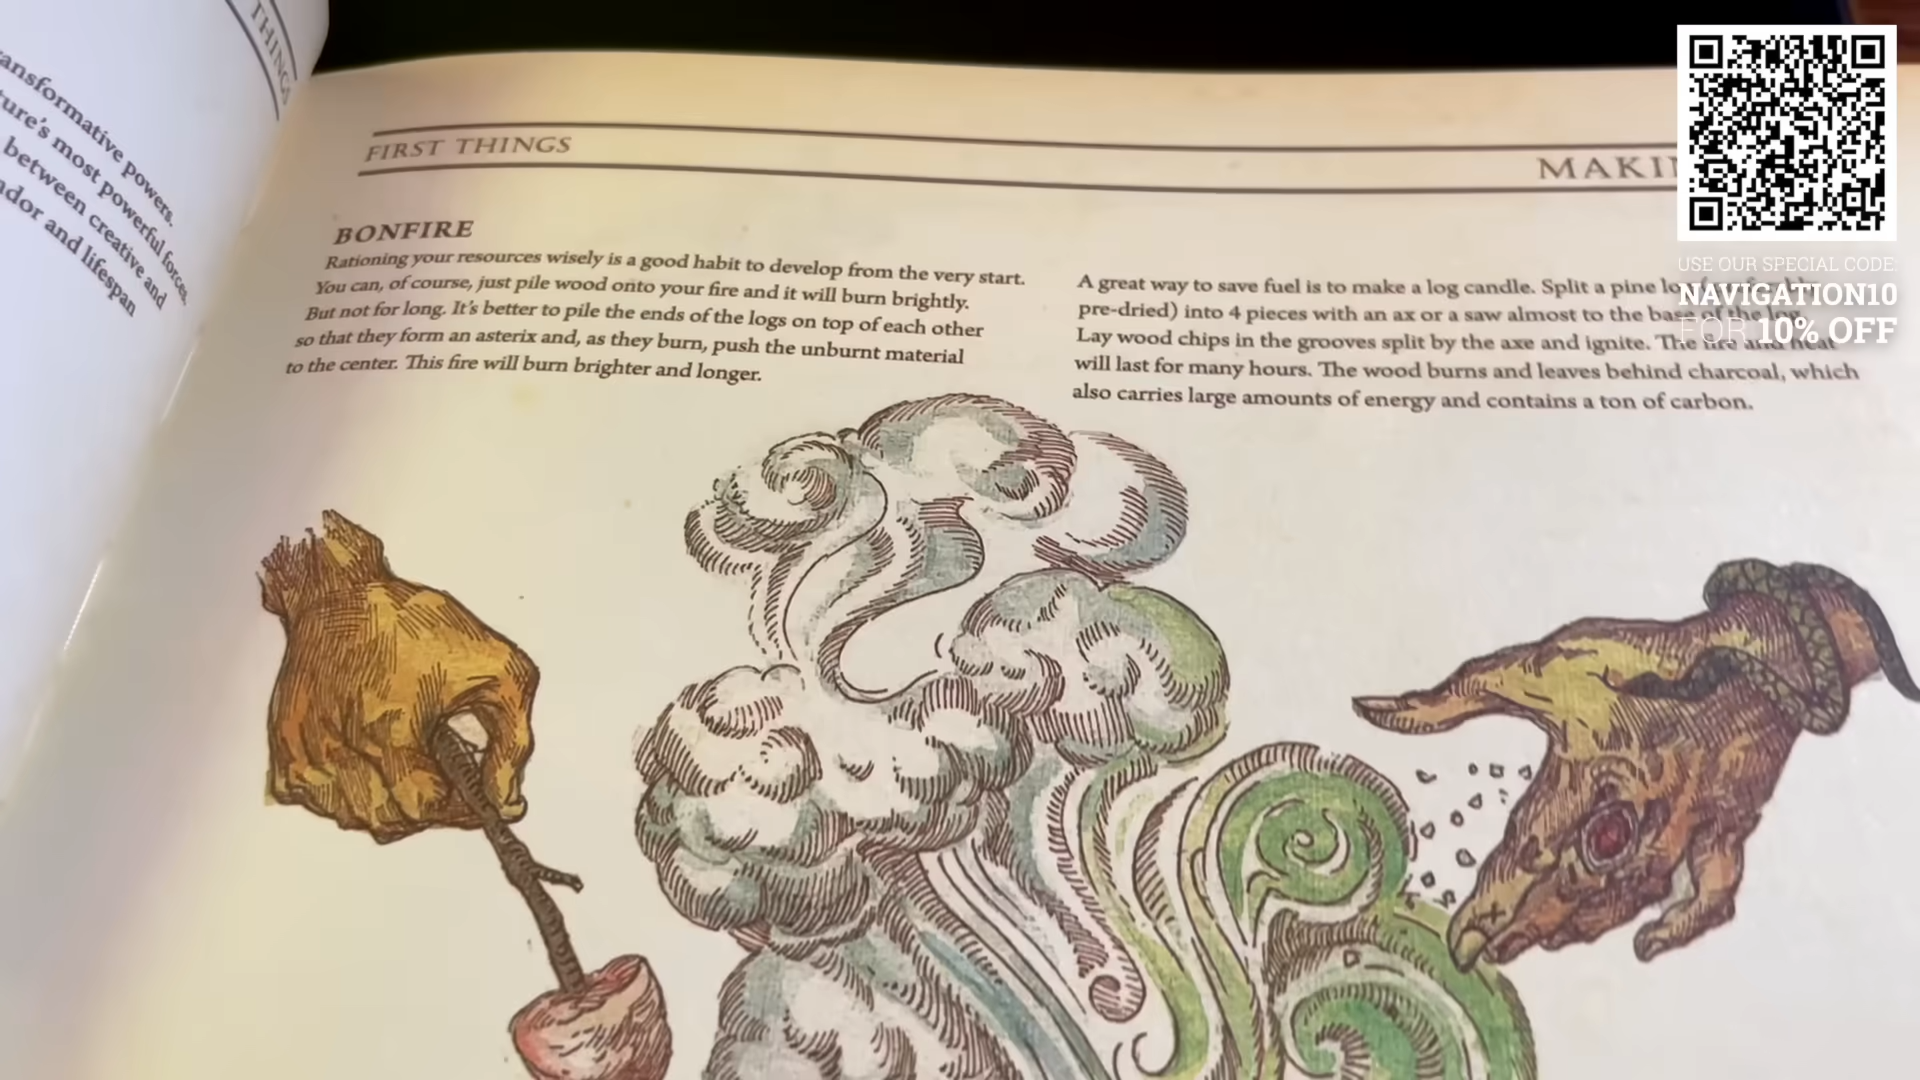 THINGS
ansformative powers.
ture's most powerful forces,
between creative and
ndor and lifespan
FIRST THINGS
MAKIN
BONFIRE
Rationing your resources wisely is a good habit to develop from the very start.
You can, of course, just pile wood onto your fire and it will burn brightly.
But not for long. It's better to pile the ends of the logs on top of each other
so that they form an asterix and, as they burn, push the unburnt material
to the center. This fire will burn brighter and longer.
A great way to save fuel is to make a log candle. Split a pine lo
pre-dried) into 4 pieces with an ax or a saw almost to the base of the log.
Lay wood chips in the grooves split by the axe and ignite. The fire and heat
will last for many hours. The wood burns and leaves behind charcoal, which
also carries large amounts of energy and contains a ton of carbon.
USE OUR SPECIAL CODE:
NAVIGATION10
FOR 10% OFF